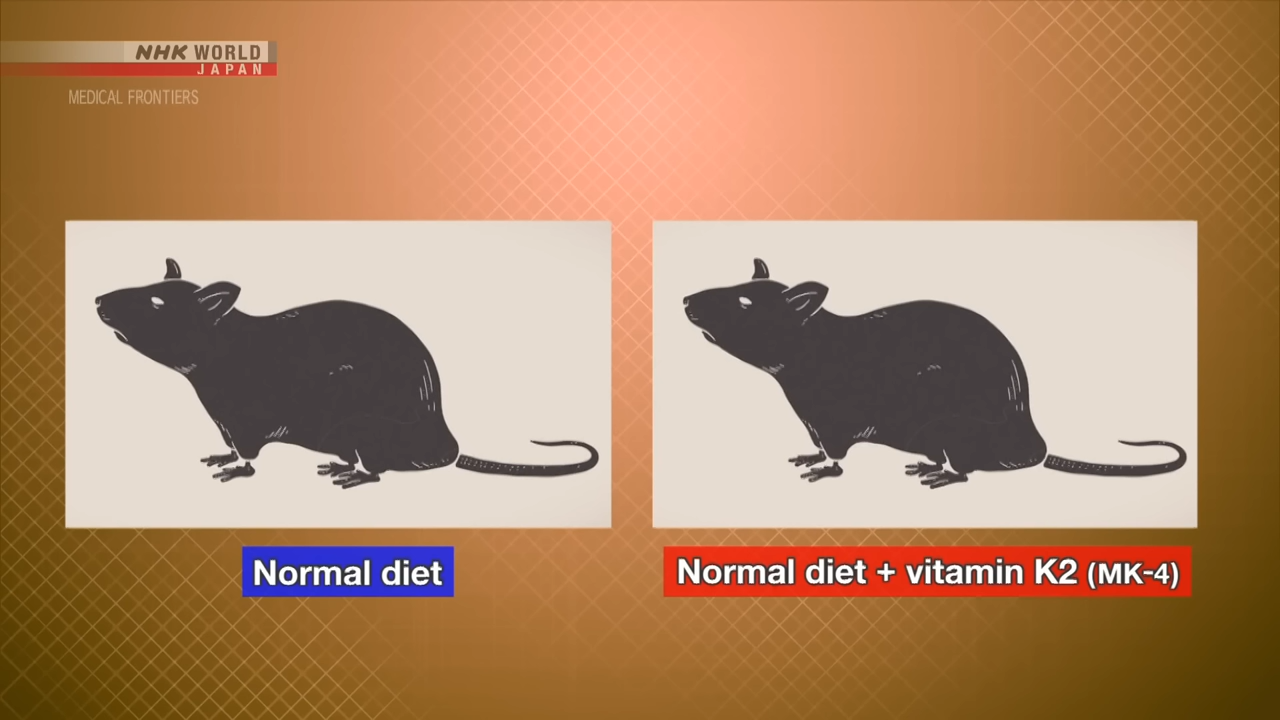 NHK WORLD
JAPAN
MEDICAL FRONTIERS
Normal diet
Normal diet + vitamin K2 (MK-4)